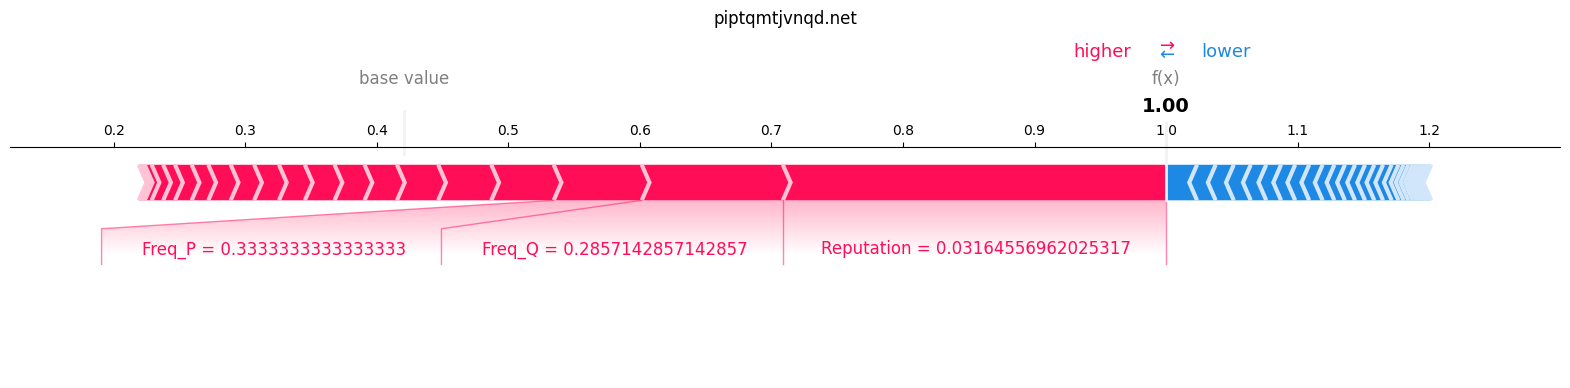 piptqmtjvnqd.net
higher ⇄ lower
base value f(x)
1.00
0.2 0.3 0.4 0.5 0.6 0.7 0.8 0.9 1.0 1.1 1.2
Freq_P = 0.3333333333333333 Freq_Q = 0.2857142857142857 Reputation = 0.03164556962025317